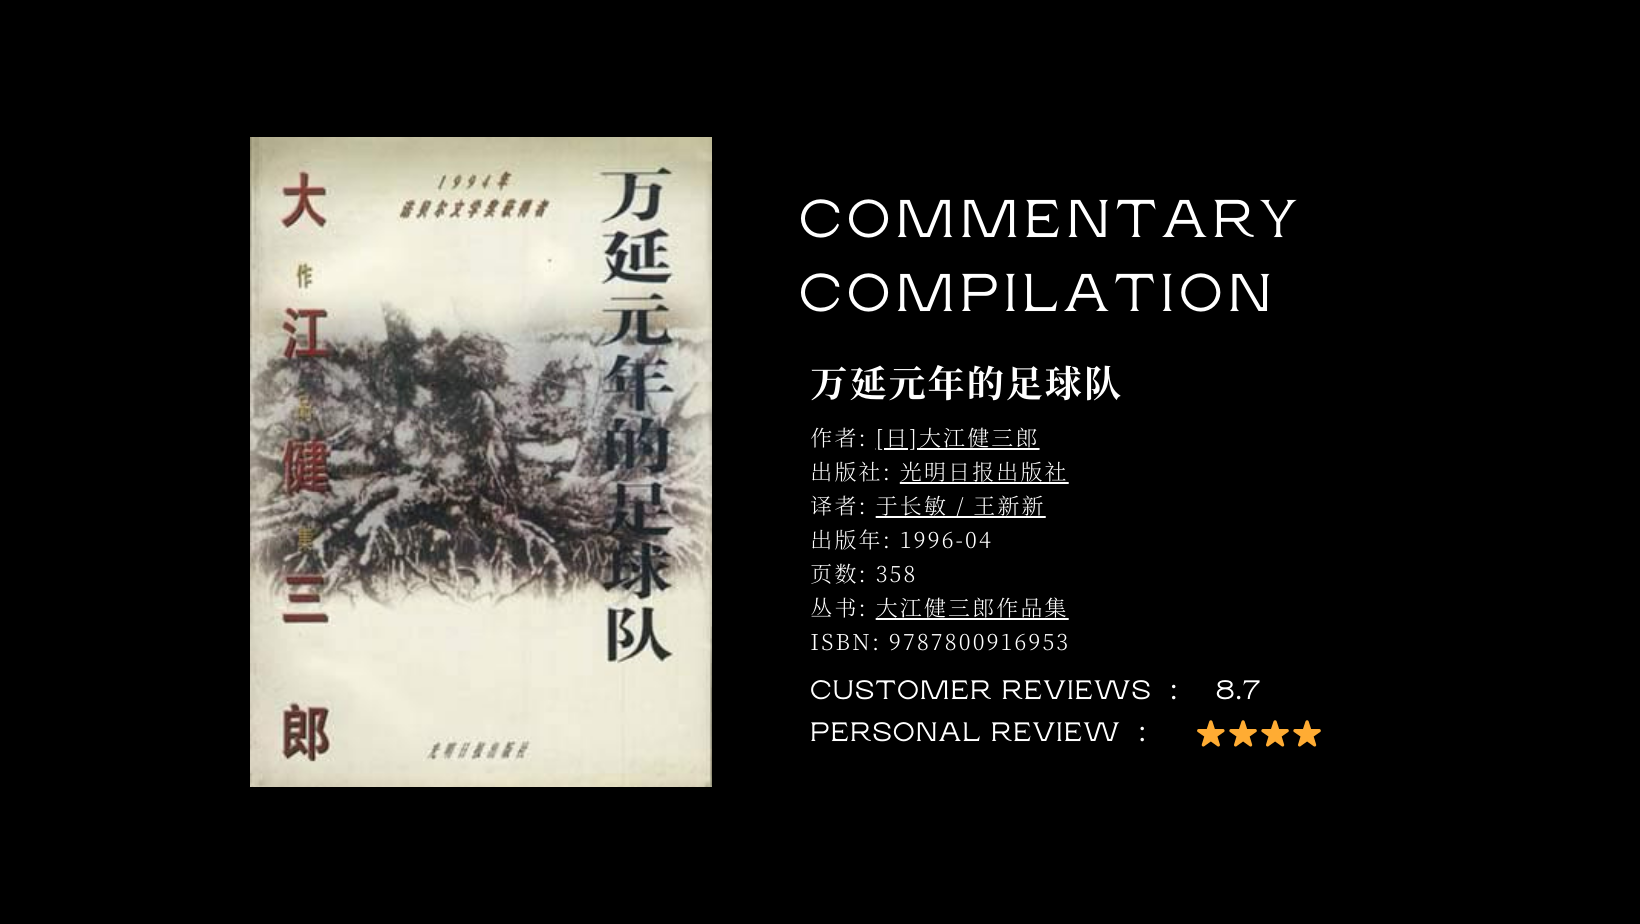 大江健三郎
作品集
1994年
诺贝尔文学奖获得者
万延元年的足球队
光明日报出版社
COMMENTARY
COMPILATION
万延元年的足球队
作者: [日]大江健三郎
出版社: 光明日报出版社
译者: 于长敏 / 王新新
出版年: 1996-04
页数: 358
丛书: 大江健三郎作品集
ISBN: 9787800916953
CUSTOMER REVIEWS : 8.7
PERSONAL REVIEW :